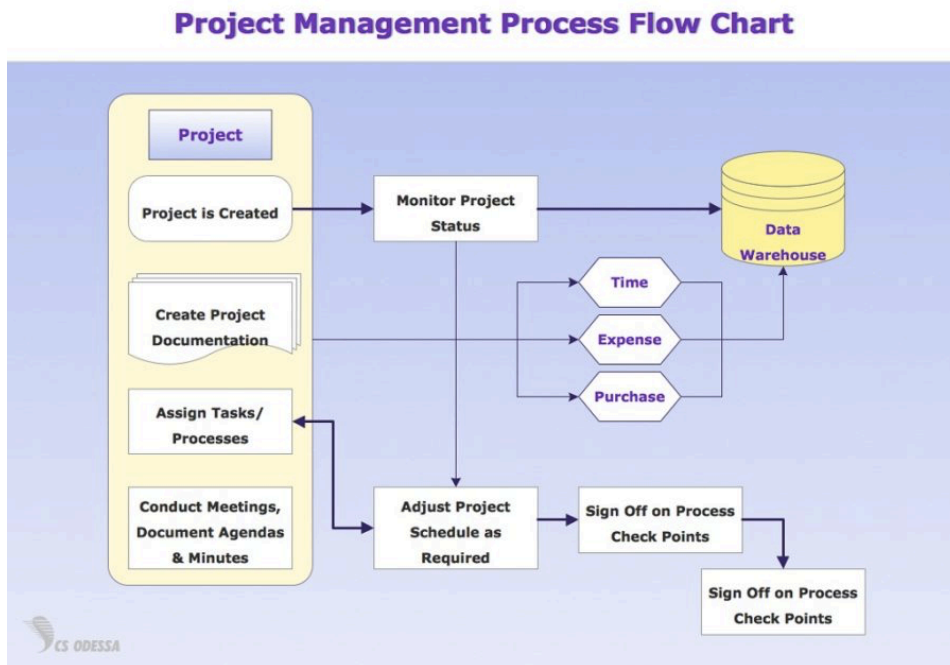 Project Management Process Flow Chart
Project
Project is Created
Monitor Project
Status
Data
Warehouse
Create Project
Documentation
Time
Expense
Purchase
Assign Tasks/
Processes
Conduct Meetings,
Document Agendas
& Minutes
Adjust Project
Schedule as
Required
Sign Off on Process
Check Points
Sign Off on Process
Check Points
CS ODESSA